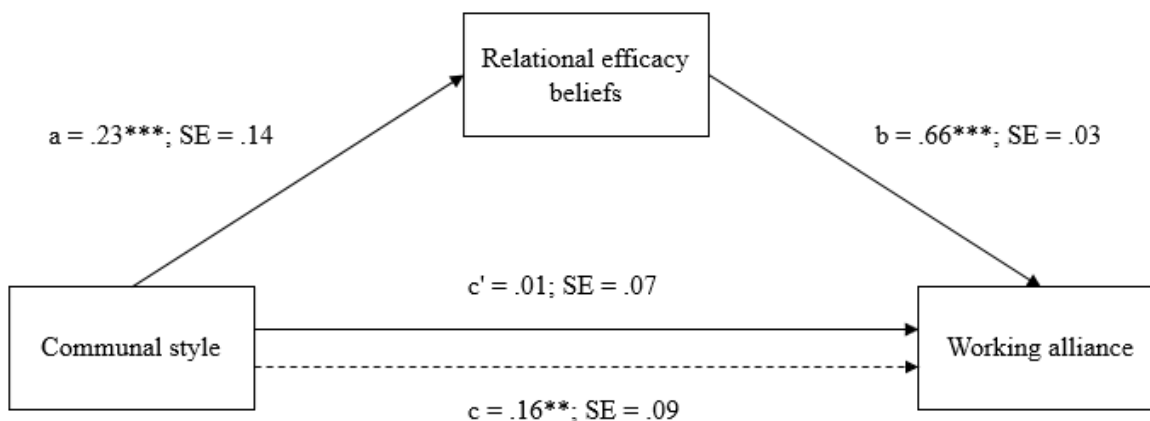 Relational efficacy
beliefs
a = .23***; SE = .14
b = .66***; SE = .03
c' = .01; SE = .07
Communal style
Working alliance
c = .16**; SE = .09